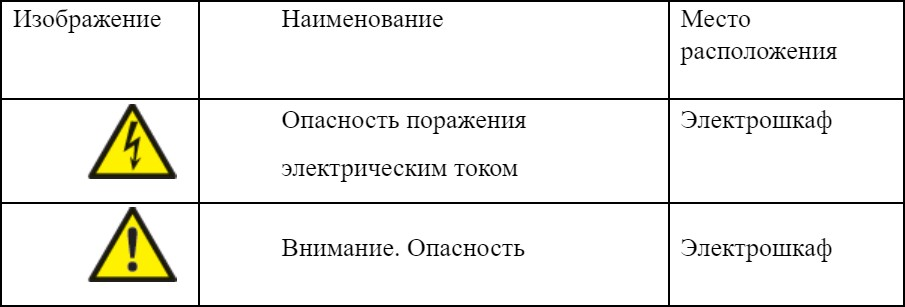 Изображение
Наименование
Место
расположения
Опасность поражения
электрическим током
Электрошкаф
Внимание. Опасность
Электрошкаф